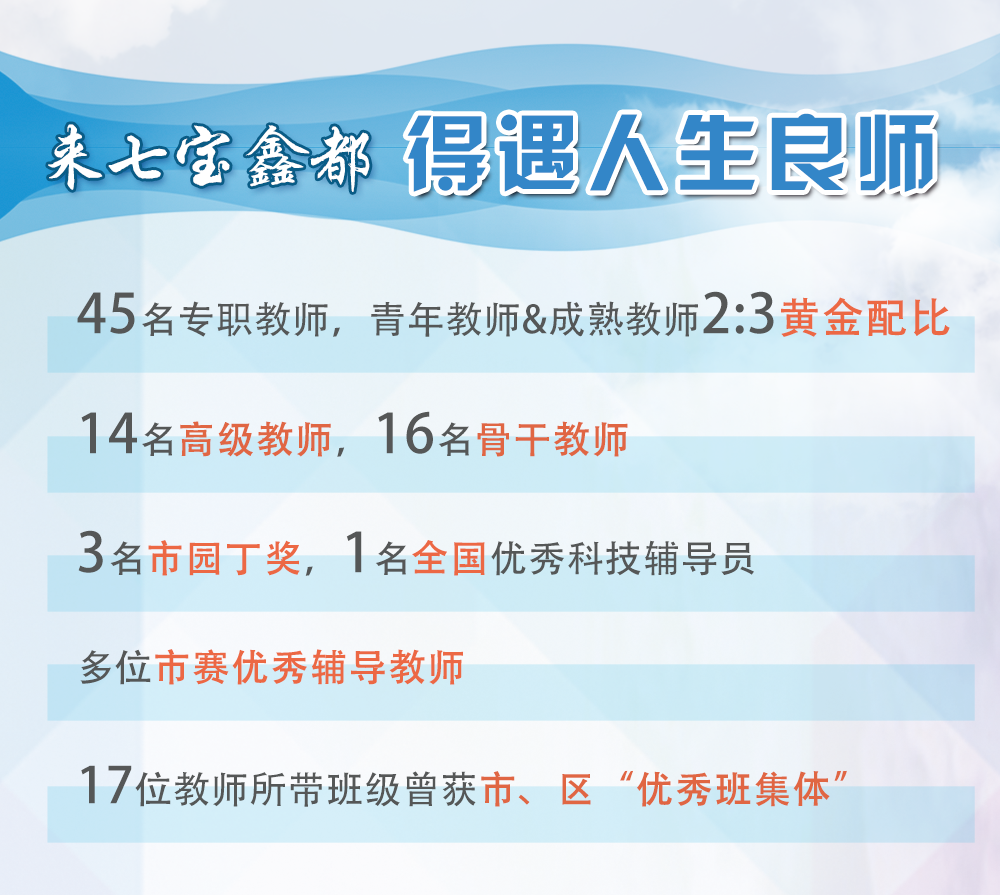 来七宝鑫都 得遇人生良师
45名专职教师，青年教师&成熟教师2:3黄金配比
14名高级教师，16名骨干教师
3名市园丁奖，1名全国优秀科技辅导员
多位市赛优秀辅导教师
17位教师所带班级曾获市、区“优秀班集体”